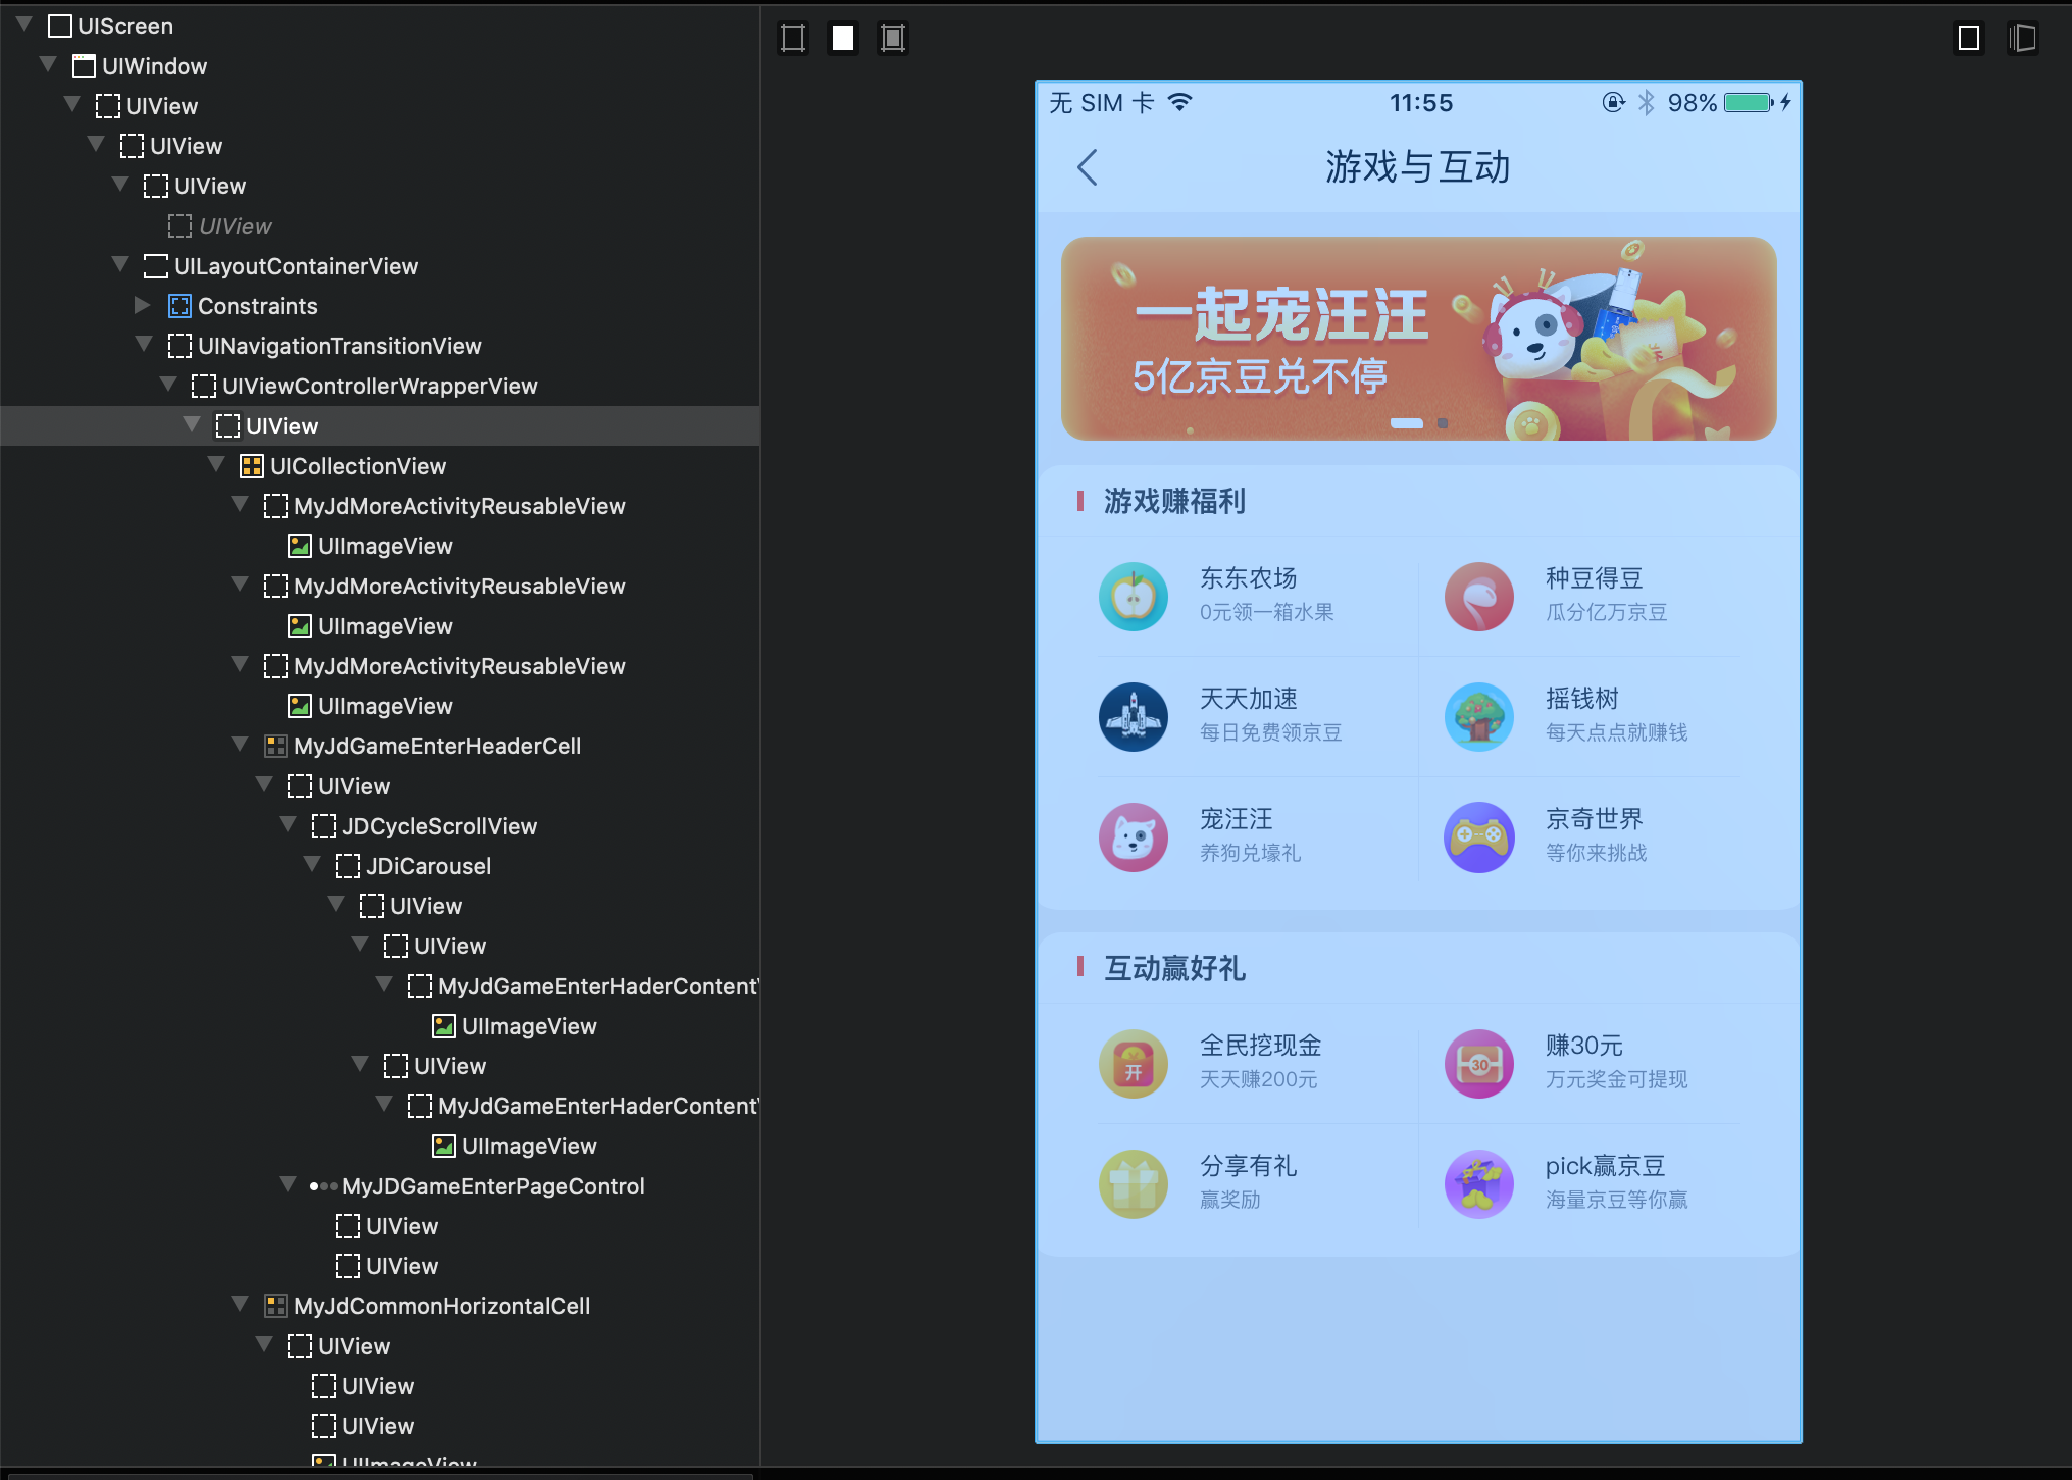 UIScreen
UIWindow
UIView
UIView
UIView
UIView
UILayoutContainerView
Constraints
UINavigationTransitionView
UIViewControllerWrapperView
UIView
UICollectionView
MyJdMoreActivityReusableView
UIImageView
MyJdMoreActivityReusableView
UIImageView
MyJdMoreActivityReusableView
UIImageView
MyJdGameEnterHeaderCell
UIView
JDCycleScrollView
JDiCarousel
UIView
UIView
MyJdGameEnterHaderContent
UIImageView
UIView
MyJdGameEnterHaderContent
UIImageView
MyJDGameEnterPageControl
UIView
UIView
MyJdCommonHorizontalCell
UIView
UIView
UIView
UIImageView
无 SIM 卡 11:55 98%
游戏与互动
一起宠汪汪
5亿京豆兑不停
游戏赚福利
东东农场
0元领一箱水果
种豆得豆
瓜分亿万京豆
天天加速
每日免费领京豆
摇钱树
每天点点就赚钱
宠汪汪
养狗兑壕礼
京奇世界
等你来挑战
互动赢好礼
开
全民挖现金
天天赚200元
30
赚30元
万元奖金可提现
分享有礼
赢奖励
pick赢京豆
海量京豆等你赢